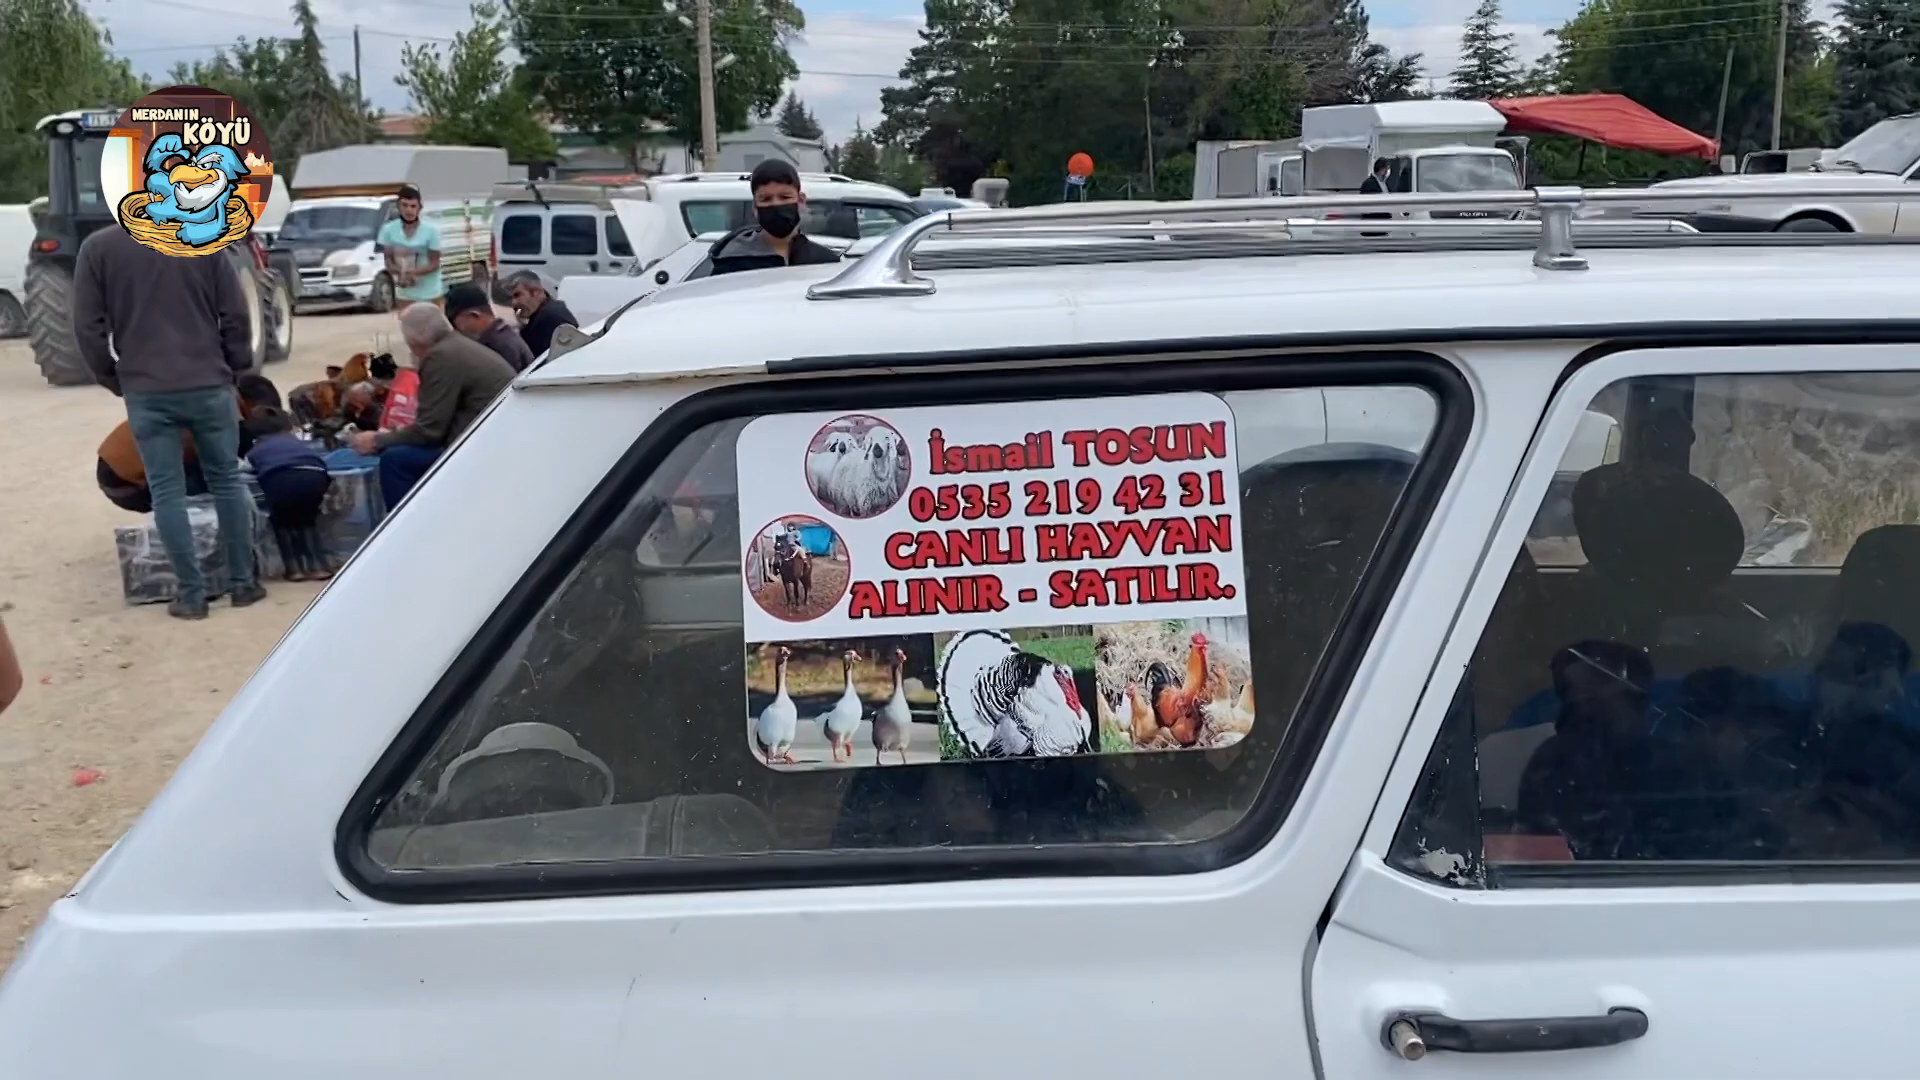 MERDANIN
KÖYÜ
İsmail TOSUN
0535 219 42 31
CANLI HAYVAN
ALINIR - SATILIR.